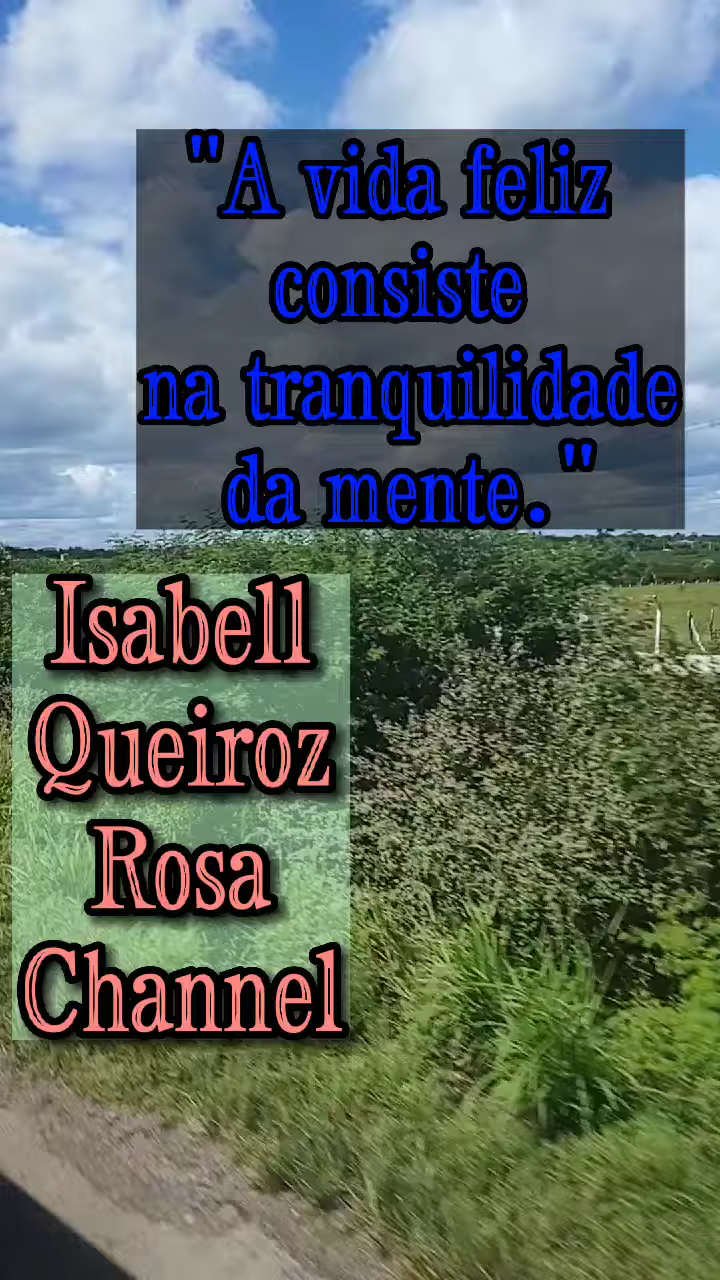 "A vida feliz
consiste
na tranquilidade
da mente."
Isabell
Queiroz
Rosa
Channel